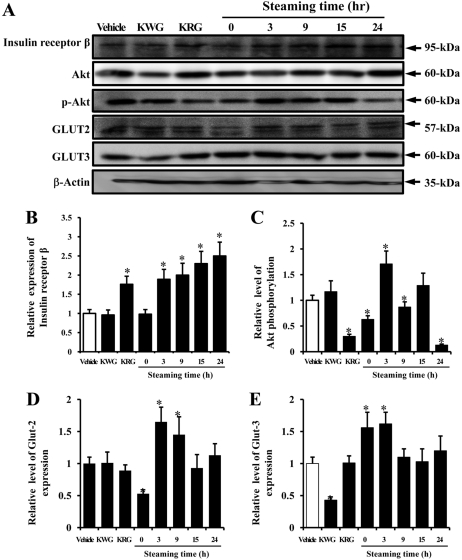 A
Steaming time (hr)
Vehicle KWG KRG 0 3 9 15 24
Insulin receptor β 95-kDa
Akt 60-kDa
p-Akt 60-kDa
GLUT2 57-kDa
GLUT3 60-kDa
β-Actin 35-kDa
B
Relative expression of
Insulin receptor β
3.5
3
2.5
2
1.5
1
0.5
0
* * * * *
Vehicle KWG KRG 0 3 9 15 24
Steaming time (h)
C
Relative level of
Akt phosphorylation
2
1.5
1
0.5
0
* * * * *
Vehicle KWG KRG 0 3 9 15 24
Steaming time (h)
D
Relative level of Glut-2
expression
2
1.5
1
0.5
0
* * *
Vehicle KWG KRG 0 3 9 15 24
Steaming time (h)
E
Relative level of Glut-3
expression
2
1.5
1
0.5
0
* * *
Vehicle KWG KRG 0 3 9 15 24
Steaming time (h)